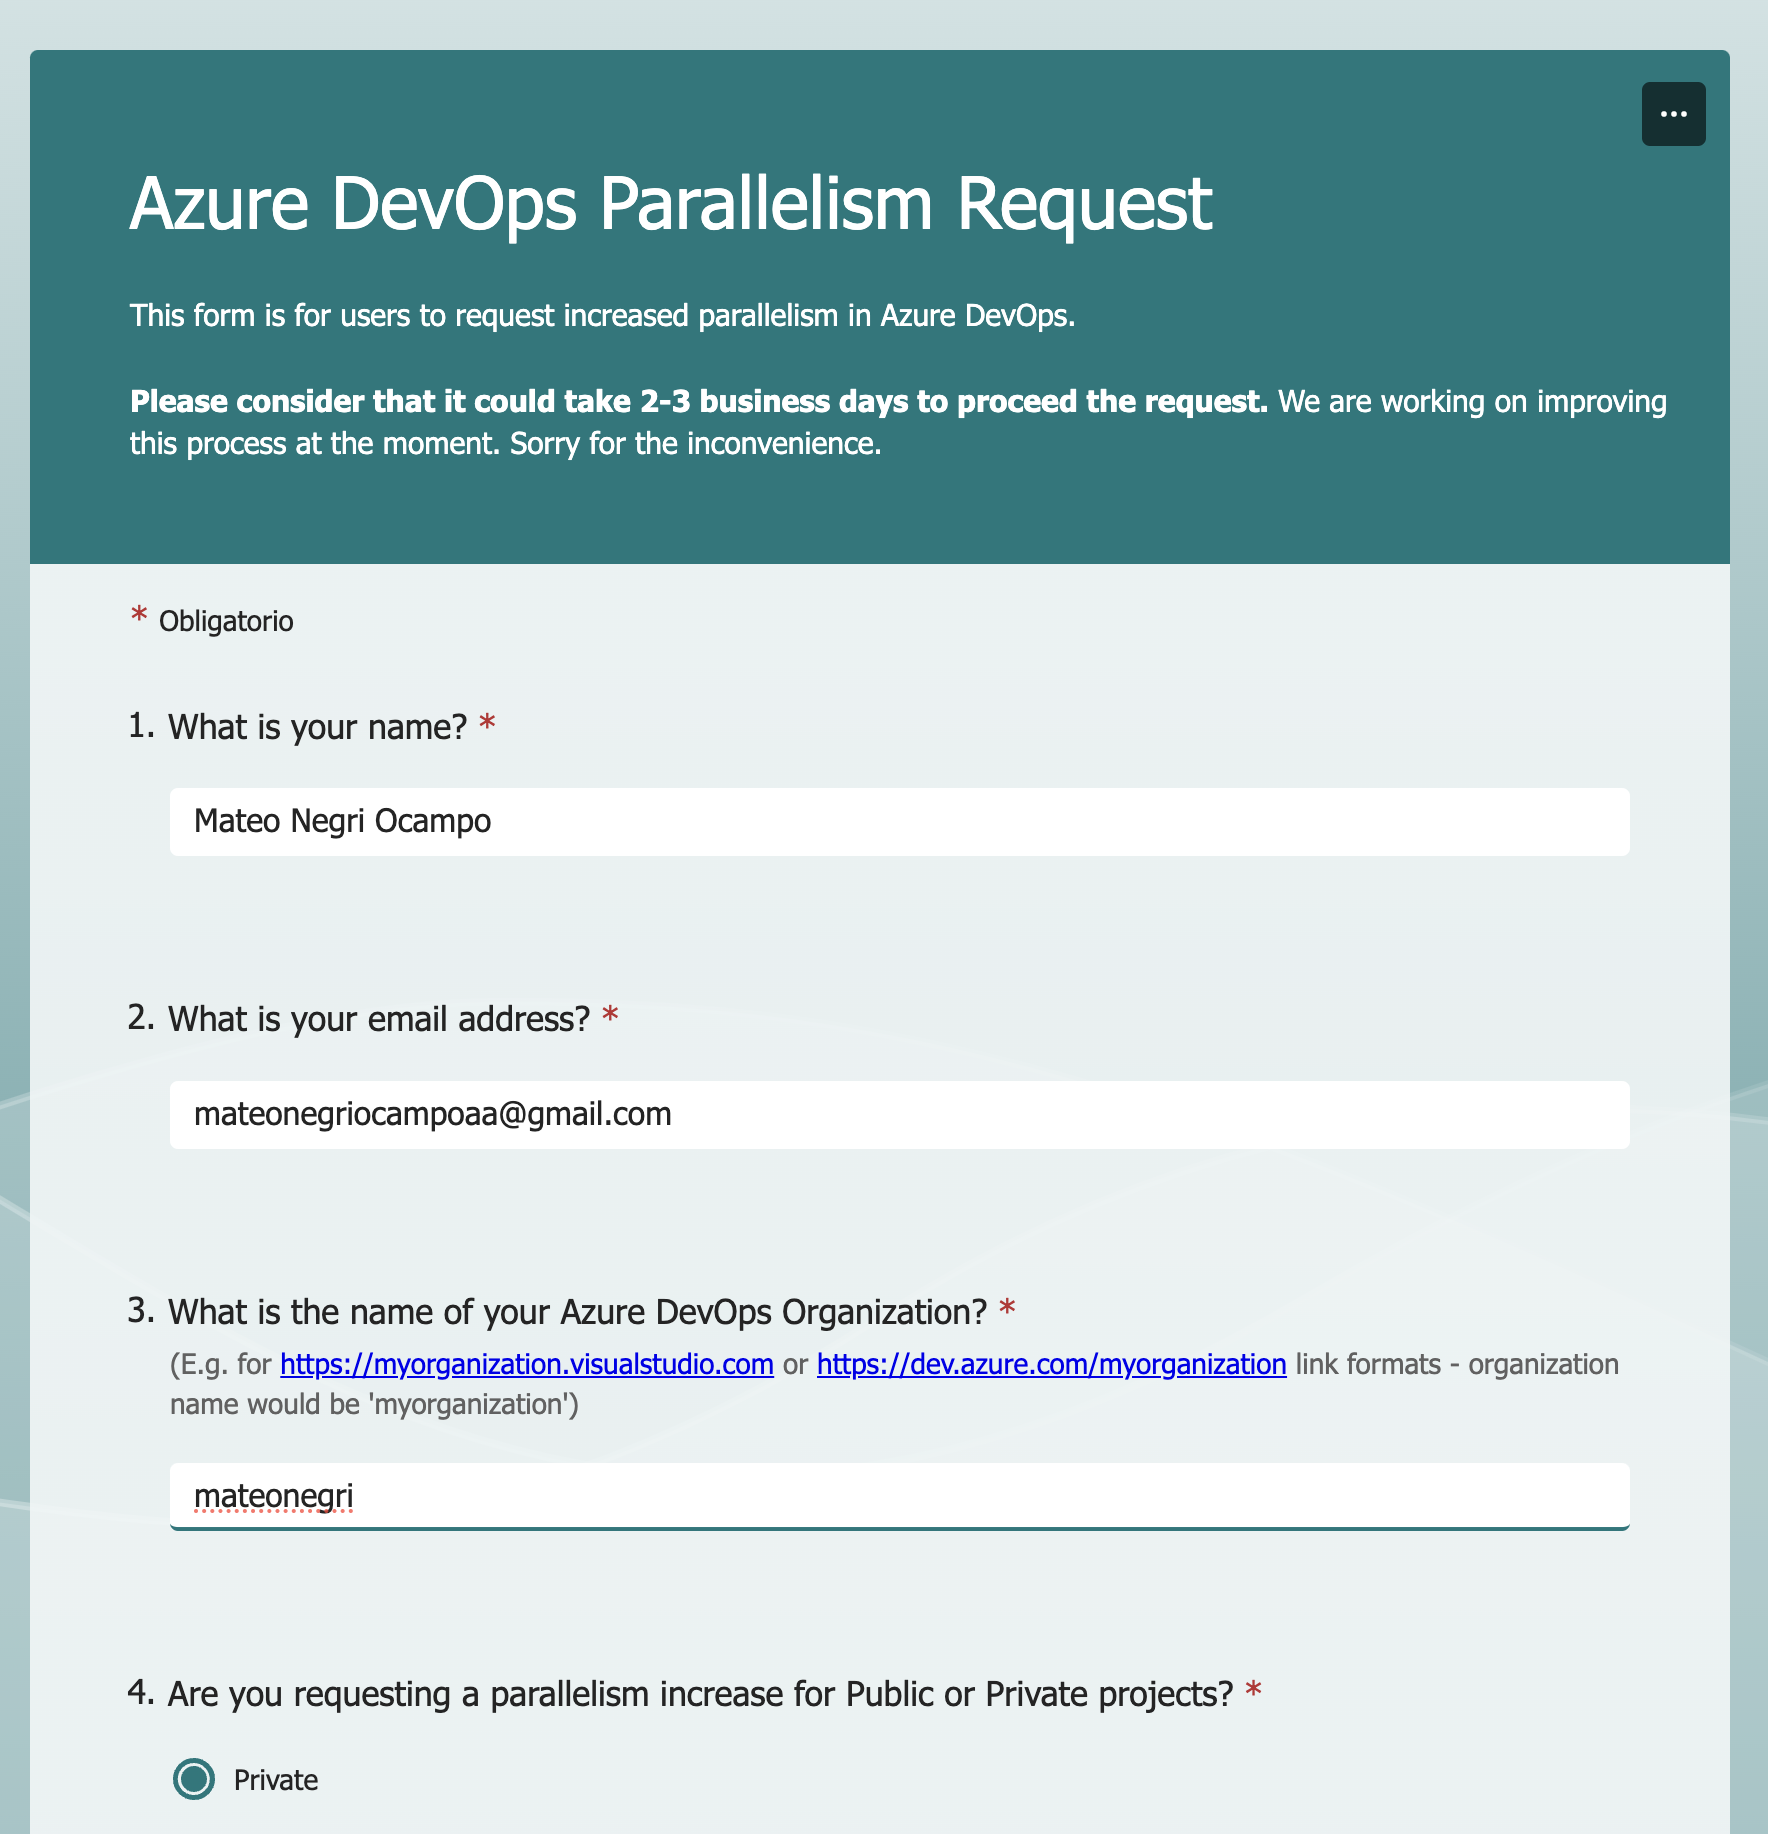 Azure DevOps Parallelism Request
This form is for users to request increased parallelism in Azure DevOps.
Please consider that it could take 2-3 business days to proceed the request. We are working on improving
this process at the moment. Sorry for the inconvenience.
* Obligatorio
1. What is your name? *
Mateo Negri Ocampo
2. What is your email address? *
mateonegriocampoaa@gmail.com
3. What is the name of your Azure DevOps Organization? *
(E.g. for https://myorganization.visualstudio.com or https://dev.azure.com/myorganization link formats - organization
name would be 'myorganization')
mateonegri
4. Are you requesting a parallelism increase for Public or Private projects? *
Private